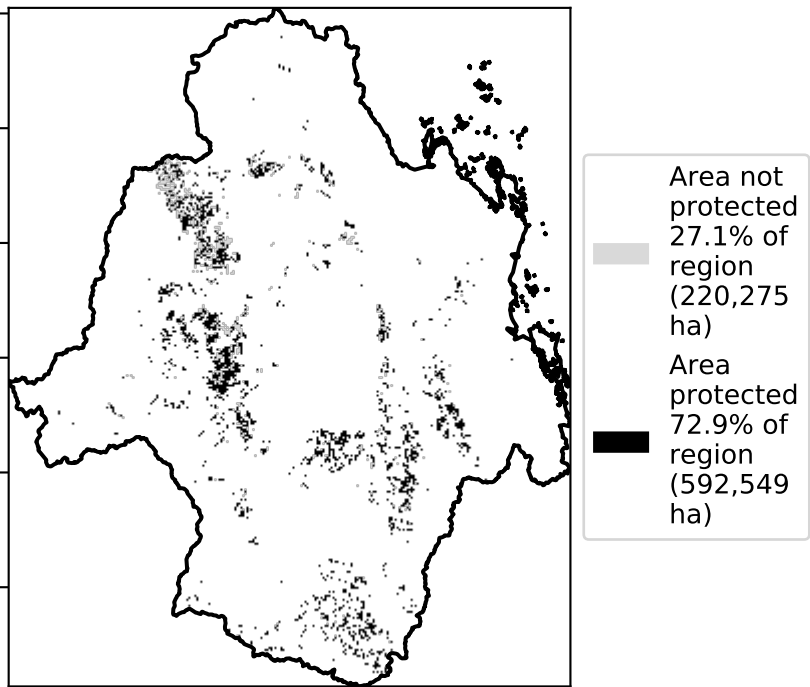 Area not
protected
27.1% of
region
(220,275
ha)
Area
protected
72.9% of
region
(592,549
ha)